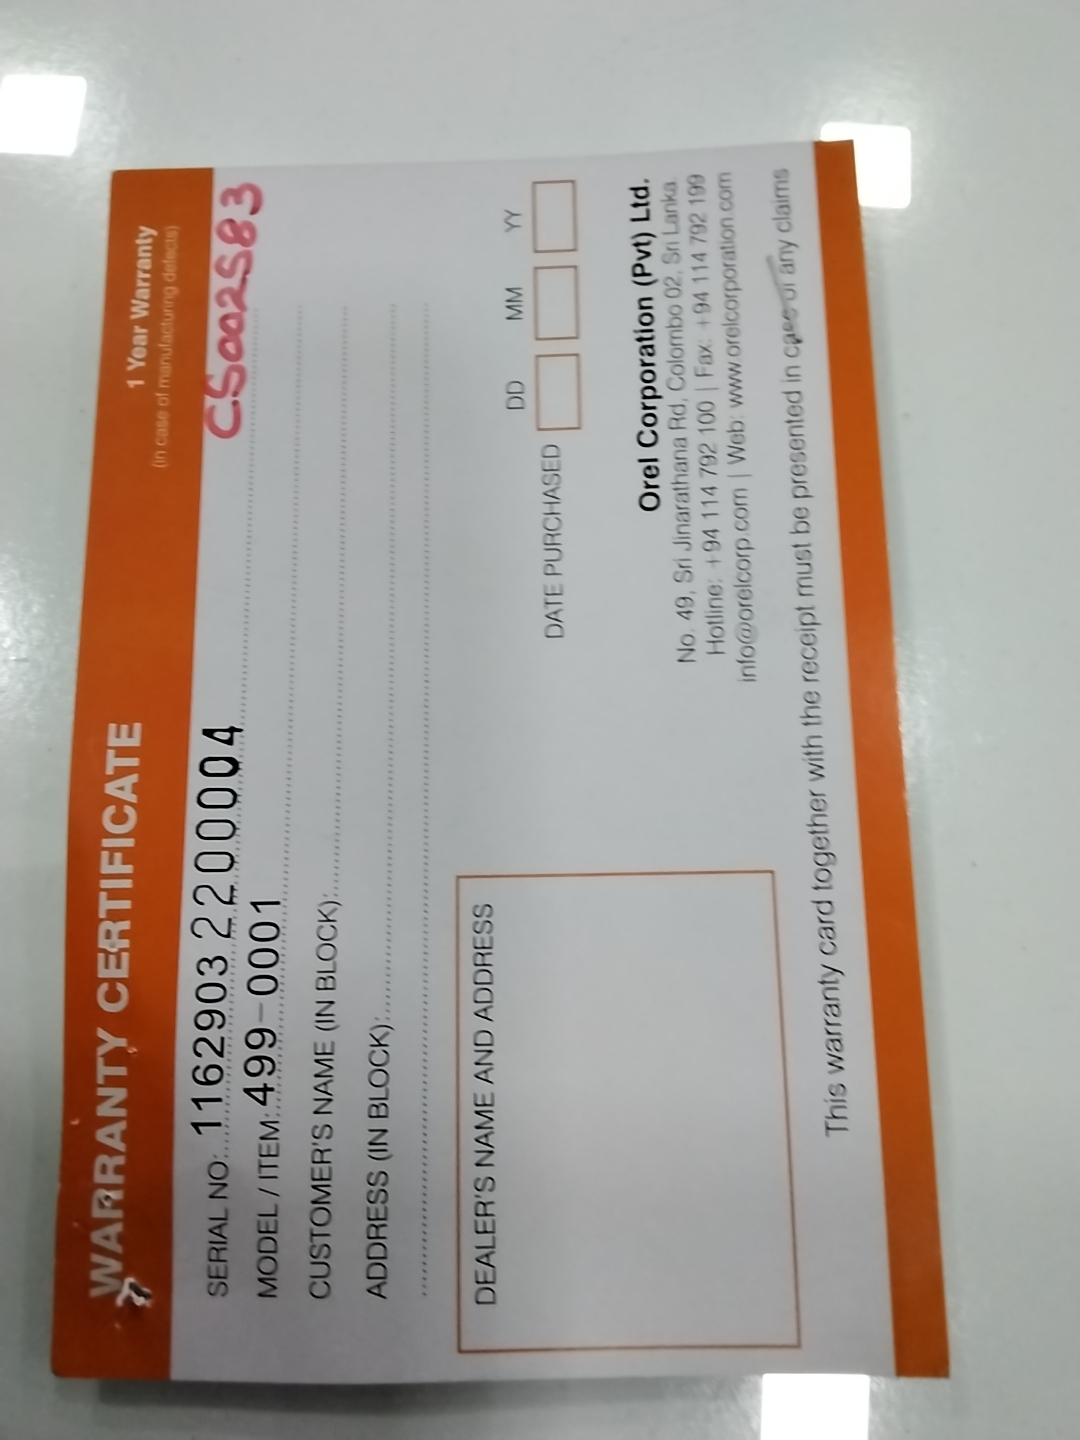 WARRANTY CERTIFICATE
1 Year Warranty
(in case of manufacturing defects)
CS002583
SERIAL NO: 1162903 2200004
MODEL / ITEM: 499-0001
CUSTOMER'S NAME (IN BLOCK):
ADDRESS (IN BLOCK):
DD MM YY
DATE PURCHASED
DEALER'S NAME AND ADDRESS
Orel Corporation (Pvt) Ltd.
No. 49, Sri Jinarathana Rd, Colombo 02, Sri Lanka.
Hotline: +94 114 792 100 | Fax: +94 114 792 199
info@orelcorp.com | Web: www.orelcorporation.com
This warranty card together with the receipt must be presented in case of any claims